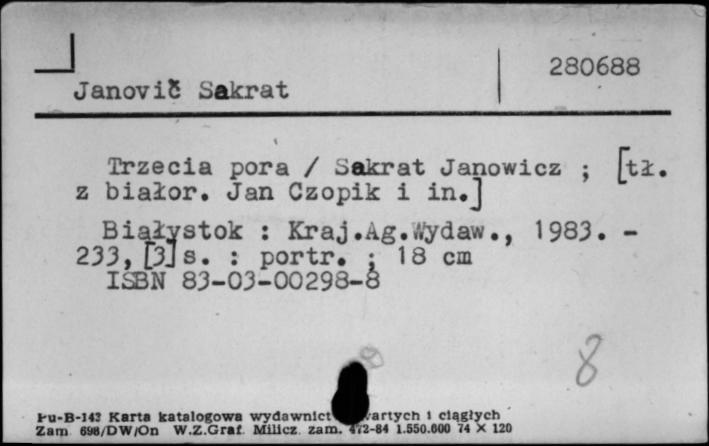 280688
Janovič Sakrat
Trzecia pora / Sakrat Janowicz ; [tł.
z białor. Jan Czopik i in.]
Białystok : Kraj.Ag.Wydaw., 1983. -
233, [3] s. : portr. ; 18 cm
ISBN 83-03-00298-8
8
Pu-B-143 Karta katalogowa wydawnict wartych i ciągłych
Zam. 698/DW/On W.Z.Graf. Milicz. zam. 472-84 1.550.000 74 × 120